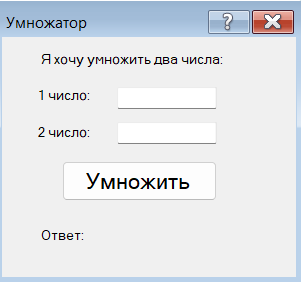 Умножатор
Я хочу умножить два числа:
1 число:
2 число:
Умножить
Ответ: